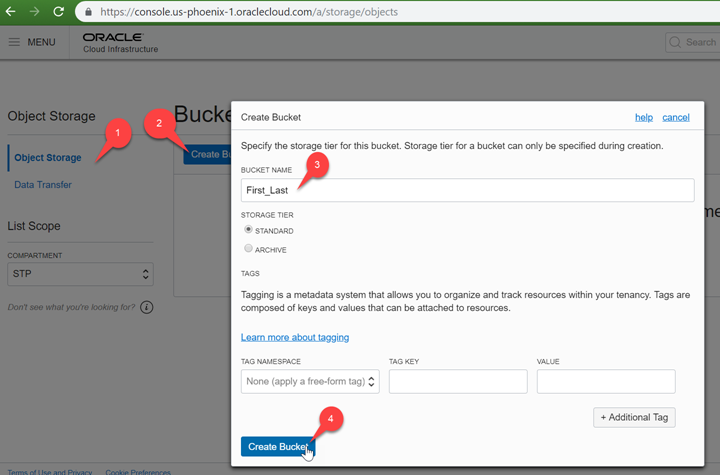 https://console.us-phoenix-1.oraclecloud.com/a/storage/objects
MENU
ORACLE
Cloud Infrastructure
Search
Object Storage
1
Object Storage
Data Transfer
List Scope
COMPARTMENT
STP
Don't see what you're looking for?
2
Create Bucket
help
cancel
Specify the storage tier for this bucket. Storage tier for a bucket can only be specified during creation.
BUCKET NAME
3
First_Last
STORAGE TIER
STANDARD
ARCHIVE
TAGS
Tagging is a metadata system that allows you to organize and track resources within your tenancy. Tags are
composed of keys and values that can be attached to resources.
Learn more about tagging
TAG NAMESPACE
TAG KEY
VALUE
None (apply a free-form tag)
+ Additional Tag
4
Create Bucket
Terms of Use and Privacy
Cookie Preferences